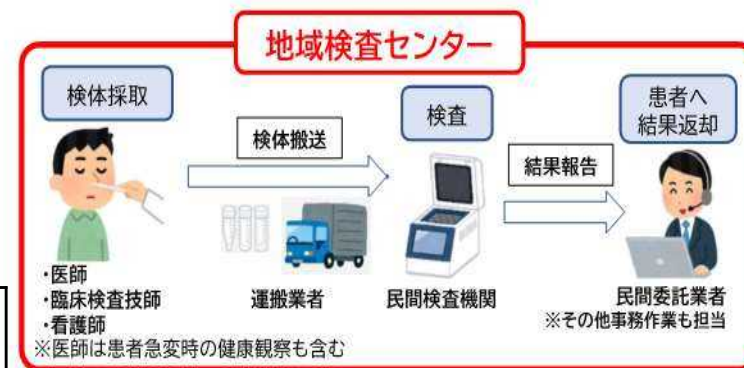 地域検査センター
検体採取
検体搬送
検査
結果報告
患者へ
結果返却
・医師
・臨床検査技師
・看護師
運搬業者
民間検査機関
民間委託業者
※その他事務作業も担当
※医師は患者急変時の健康観察も含む